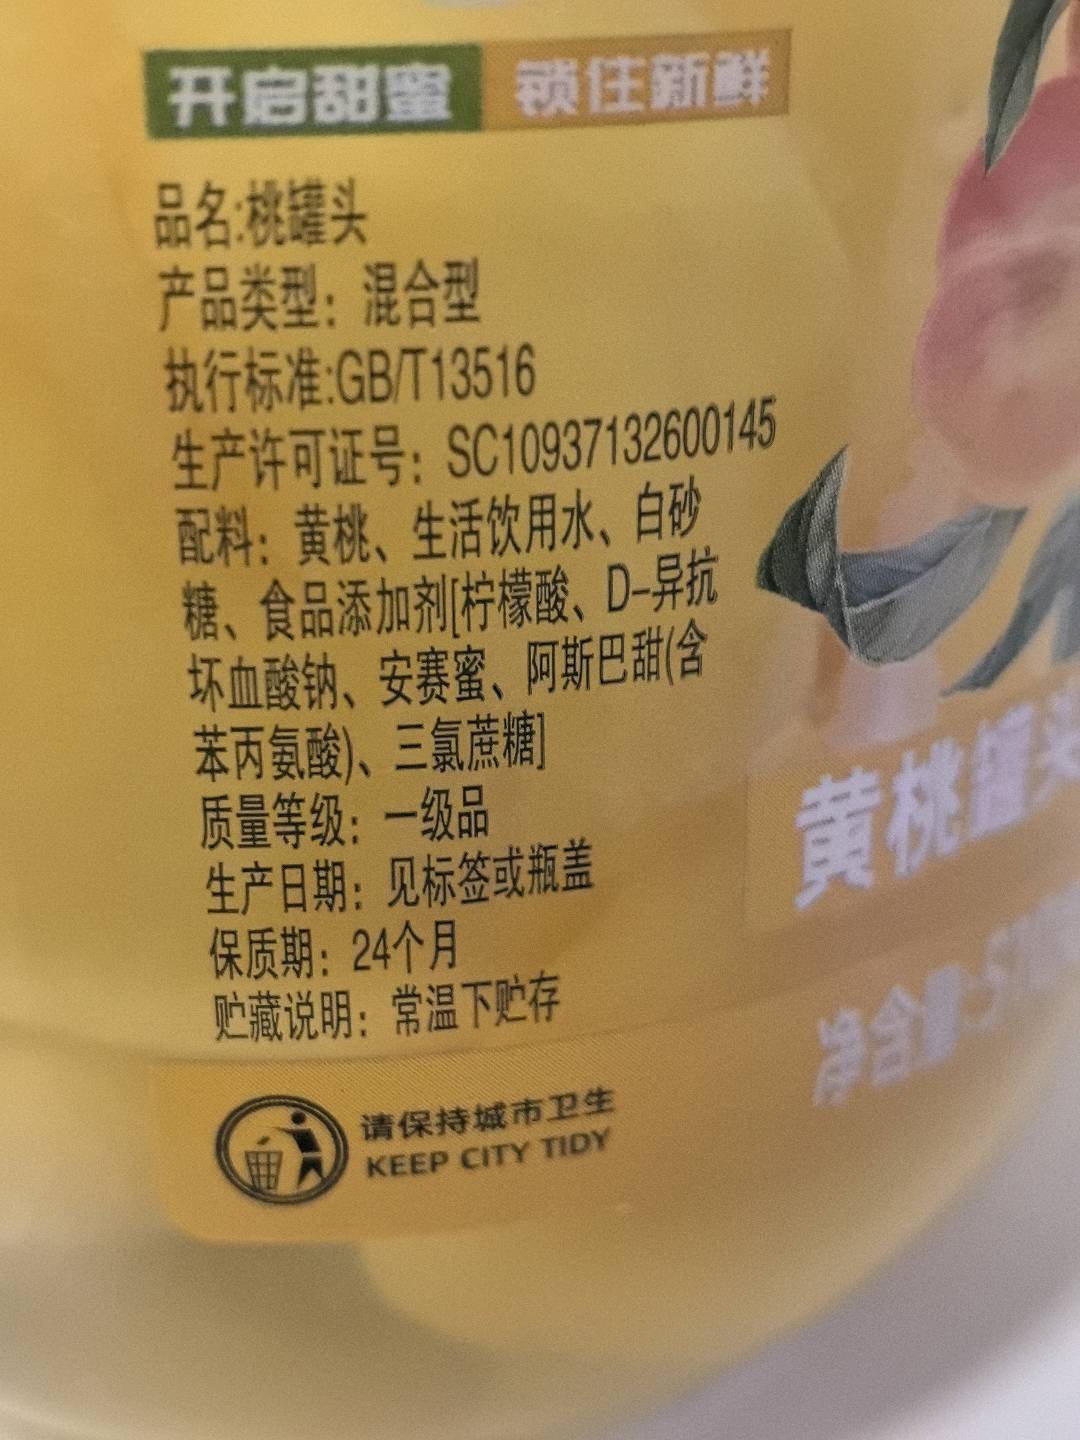 开启甜蜜 锁住新鲜
品名:桃罐头
产品类型：混合型
执行标准:GB/T13516
生产许可证号：SC10937132600145
配料：黄桃、生活饮用水、白砂
糖、食品添加剂[柠檬酸、D-异抗
坏血酸钠、安赛蜜、阿斯巴甜(含
苯丙氨酸)、三氯蔗糖]
质量等级：一级品
生产日期：见标签或瓶盖
保质期：24个月
贮藏说明：常温下贮存
请保持城市卫生
KEEP CITY TIDY
黄桃罐头
净含量: